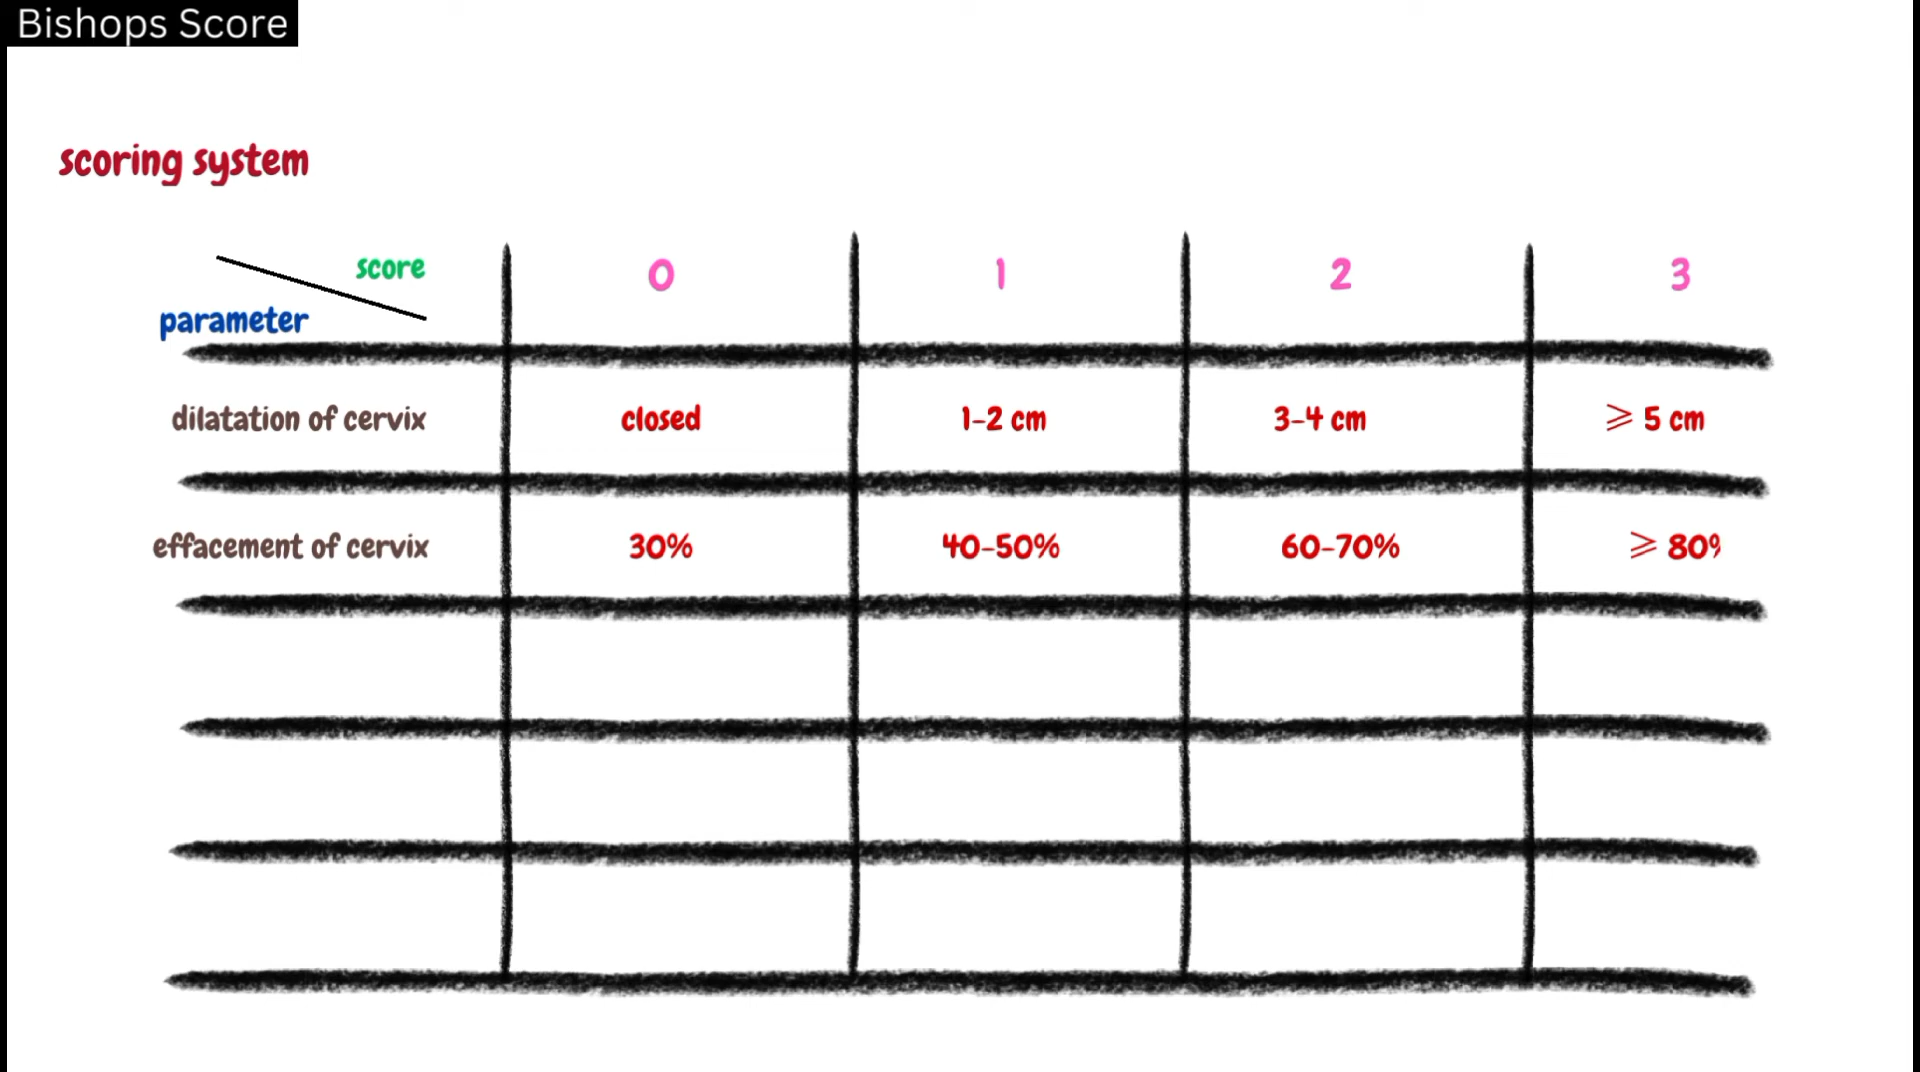 Bishops Score
scoring system
score 0 1 2 3
parameter
dilatation of cervix closed 1-2 cm 3-4 cm ⩾ 5 cm
effacement of cervix 30% 40-50% 60-70% ⩾ 80%